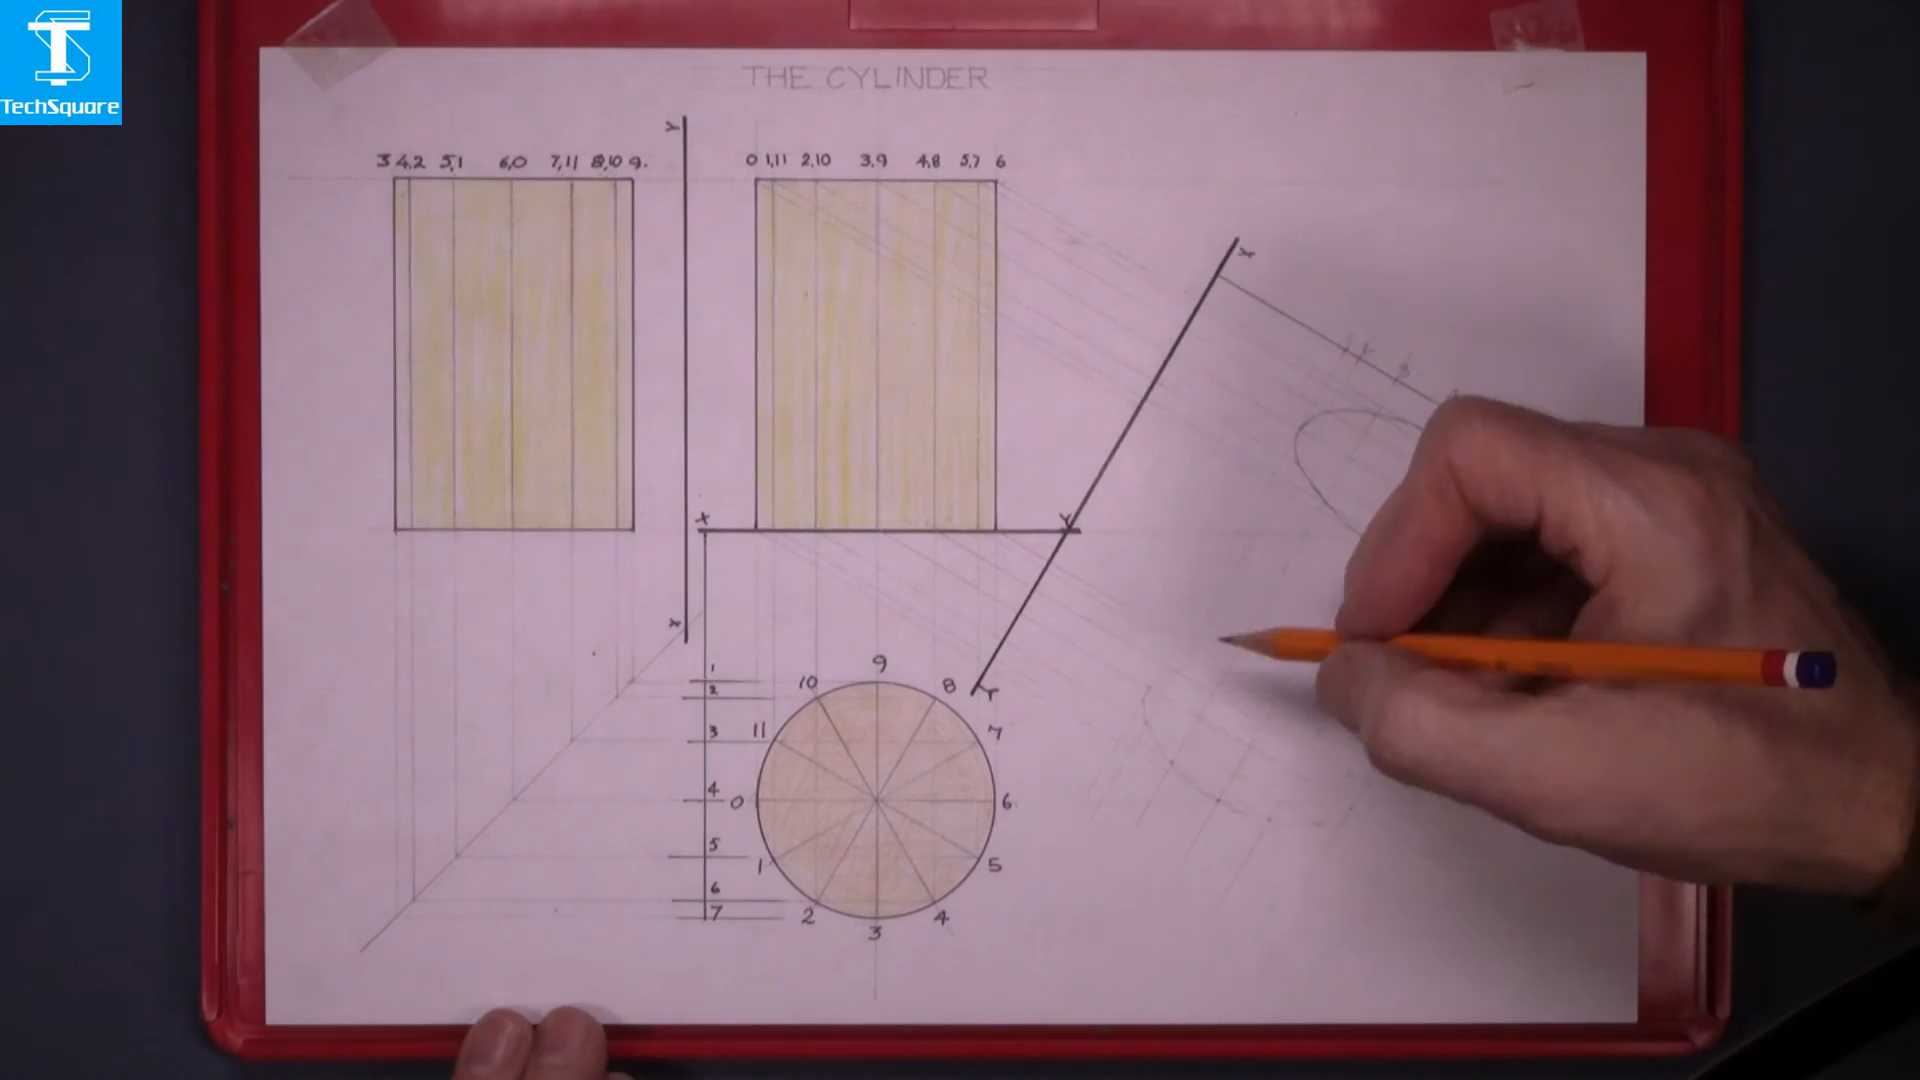 TechSquare
THE CYLINDER
Y
3 4,2 5,1 6,0 7,11 8,10 9.
0 1,11 2,10 3,9 4,8 5,7 6
X
X Y
X
1
2
3
4
5
6
7
9
10 8
11 7
0 6
1 5
2 4
3
Y